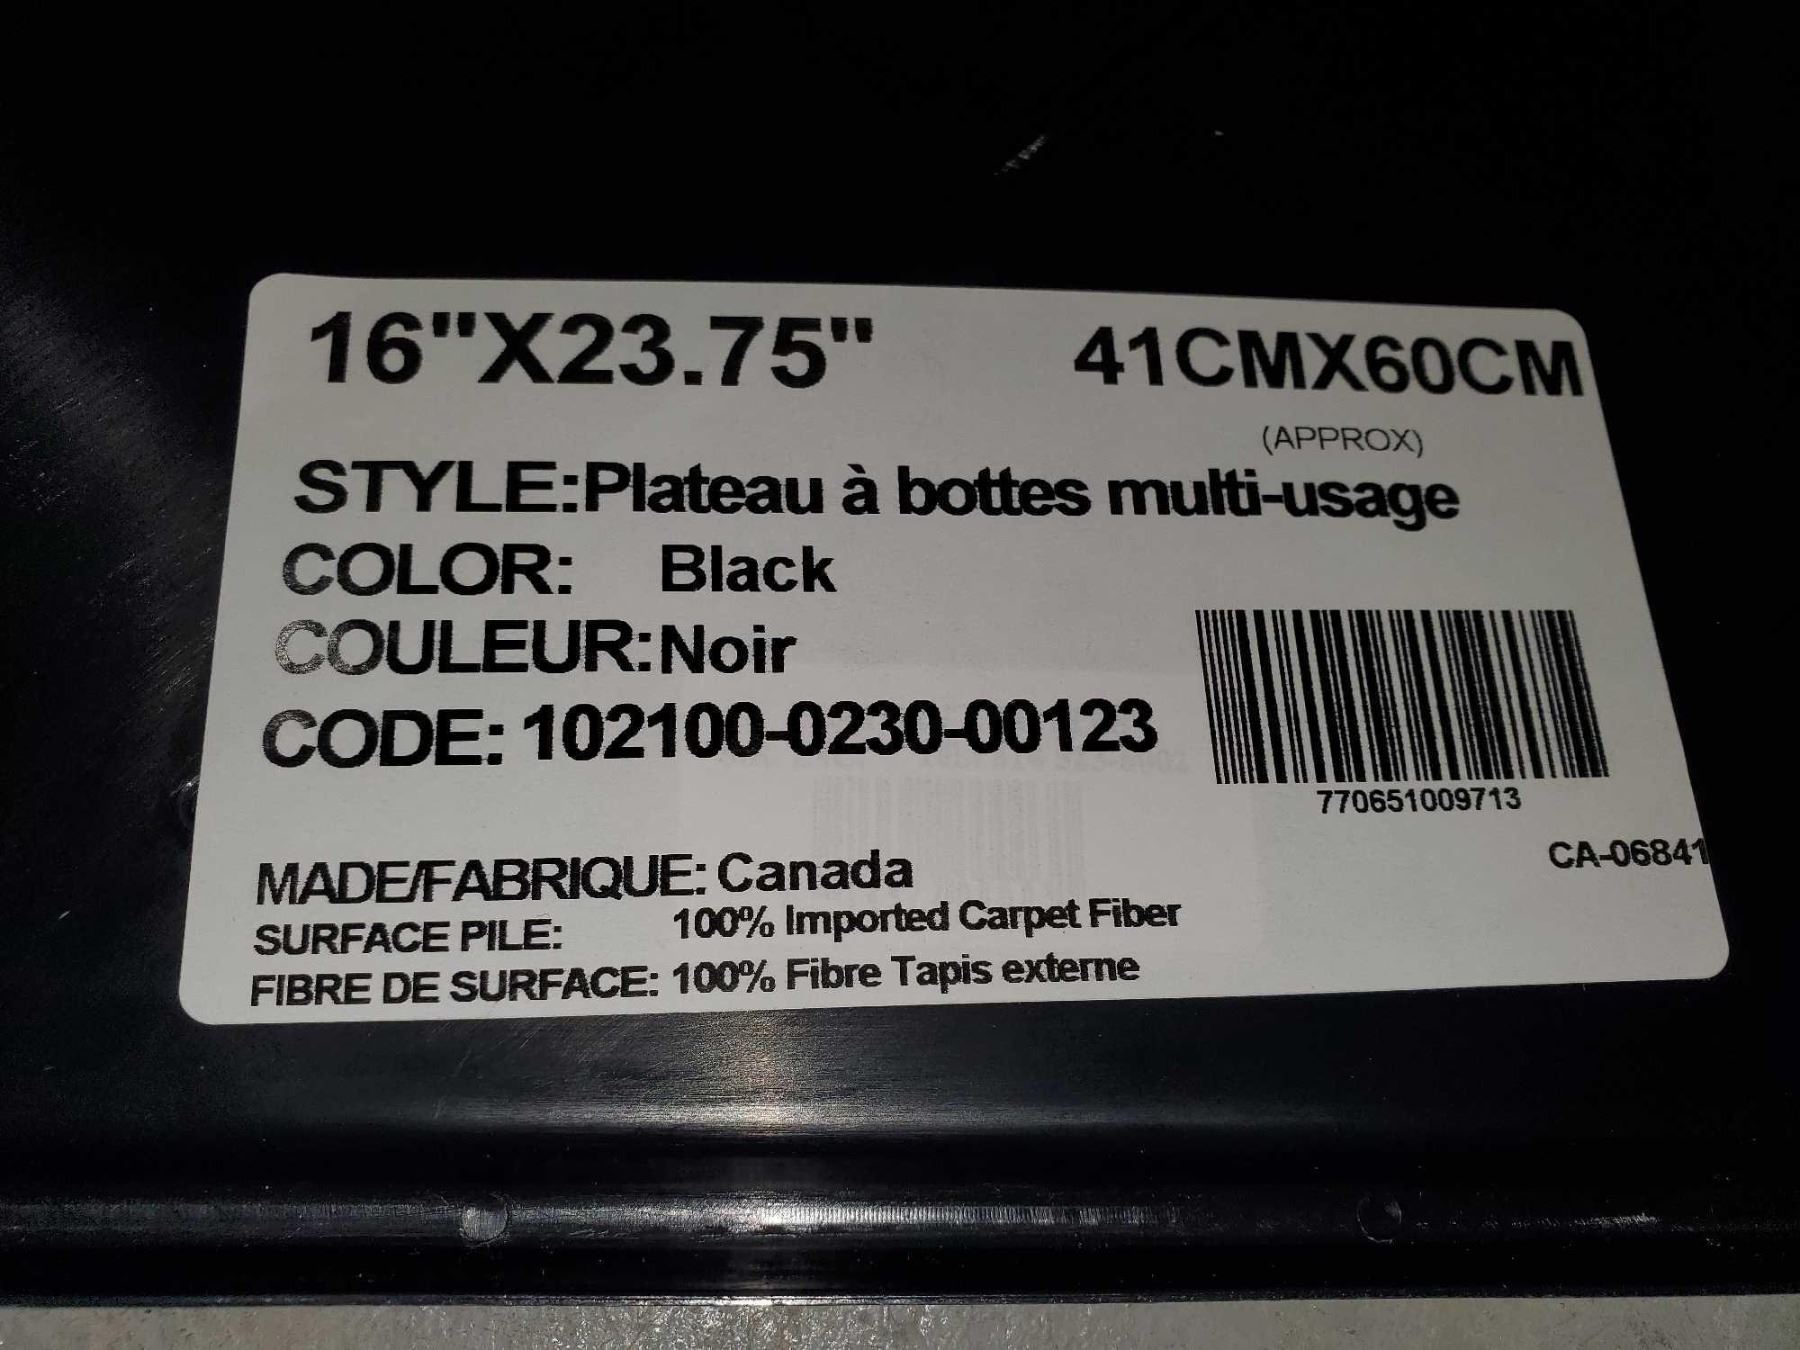 16"X23.75" 41CMX60CM
(APPROX)
STYLE:Plateau à bottes multi-usage
COLOR: Black
COULEUR:Noir
CODE: 102100-0230-00123
770651009713
CA-06841
MADE/FABRIQUE: Canada
SURFACE PILE: 100% Imported Carpet Fiber
FIBRE DE SURFACE: 100% Fibre Tapis externe